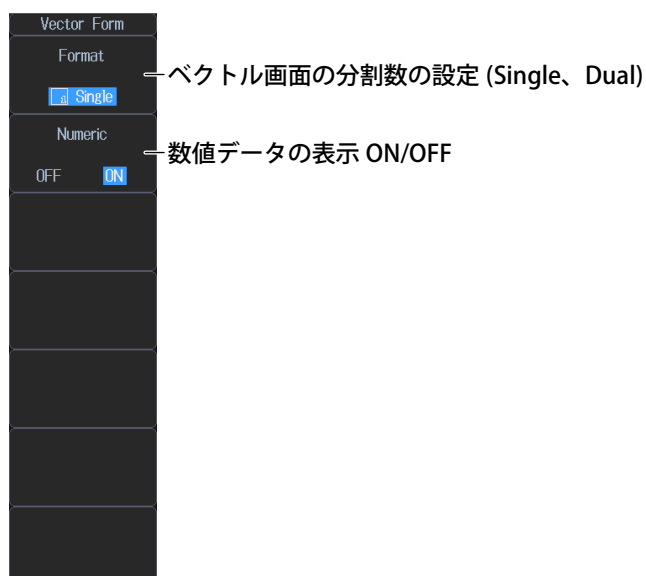 Vector Form
Format
ベクトル画面の分割数の設定 (Single、Dual)
Single
Numeric
数値データの表示 ON/OFF
OFF ON